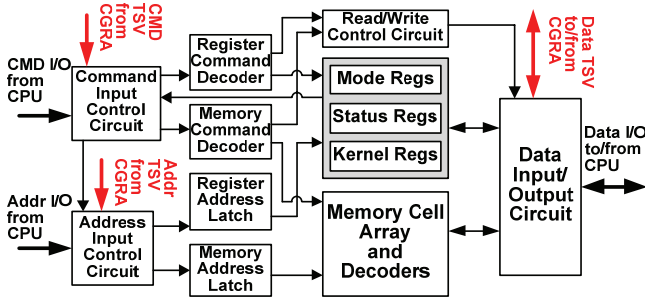 CMD I/O
from
CPU
CMD
TSV
from
CGRA
Command
Input
Control
Circuit
Register
Command
Decoder
Memory
Command
Decoder
Read/Write
Control Circuit
Mode Regs
Status Regs
Kernel Regs
Data TSV
to/from
CGRA
Data I/O
to/from
CPU
Data
Input/
Output
Circuit
Addr I/O
from
CPU
Addr
TSV
from
CGRA
Address
Input
Control
Circuit
Register
Address
Latch
Memory
Address
Latch
Memory Cell
Array
and
Decoders